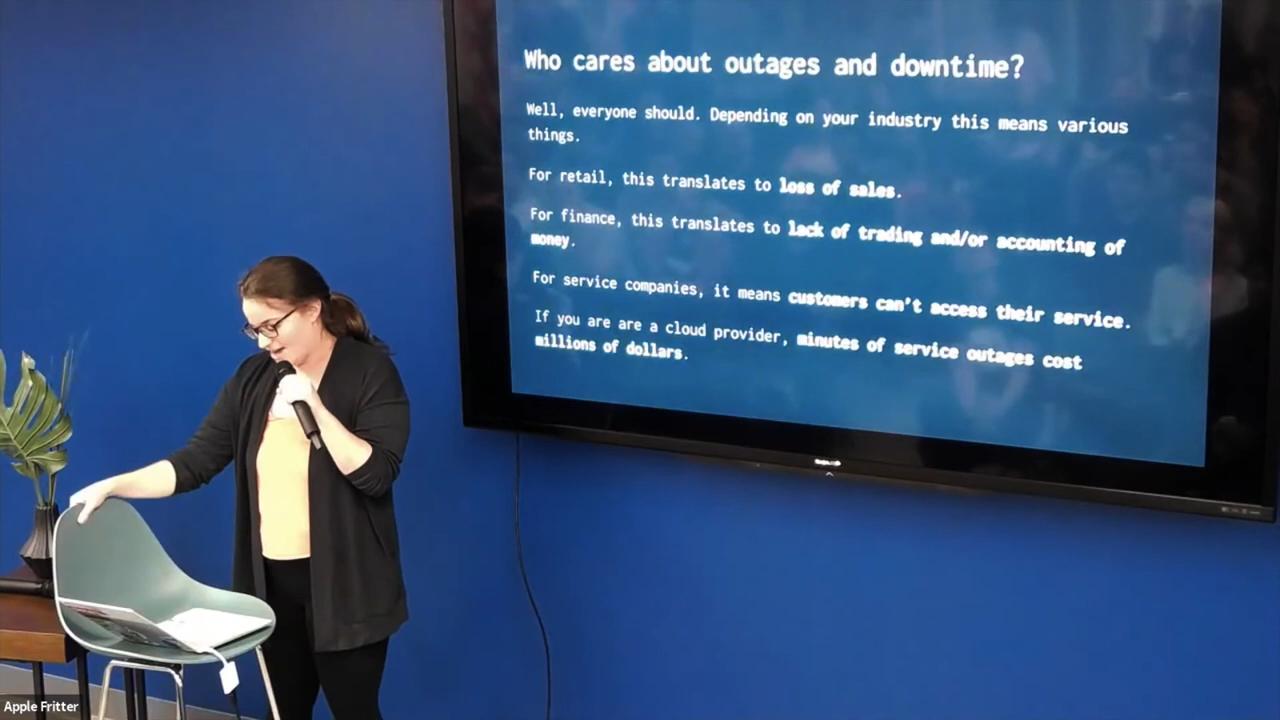 Who cares about outages and downtime?
Well, everyone should. Depending on your industry this means various
things.
For retail, this translates to loss of sales.
For finance, this translates to lack of trading and/or accounting of
money.
For service companies, it means customers can't access their service.
If you are are a cloud provider, minutes of service outages cost
millions of dollars.
Apple Fritter